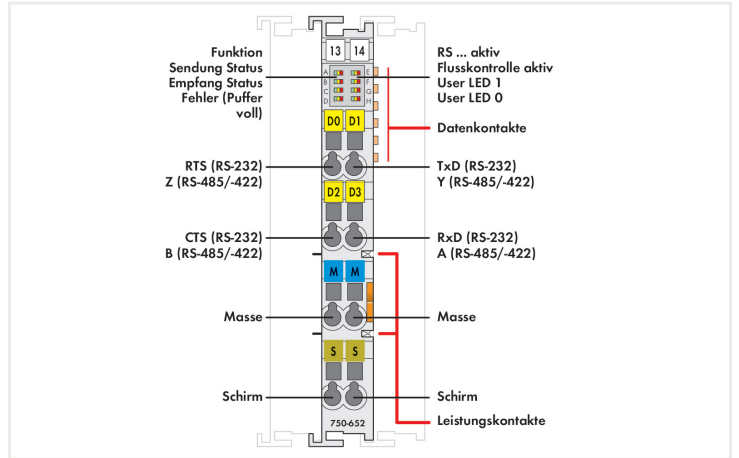 Funktion
Sendung Status
Empfang Status
Fehler (Puffer
voll)
13 14
RS ... aktiv
Flusskontrolle aktiv
User LED 1
User LED 0
A E
B F
C G
D H
Datenkontakte
D0 D1
RTS (RS-232)
Z (RS-485/-422)
TxD (RS-232)
Y (RS-485/-422)
D2 D3
CTS (RS-232)
B (RS-485/-422)
RxD (RS-232)
A (RS-485/-422)
M M
Masse
Masse
S S
Schirm
Schirm
750-652
Leistungskontakte